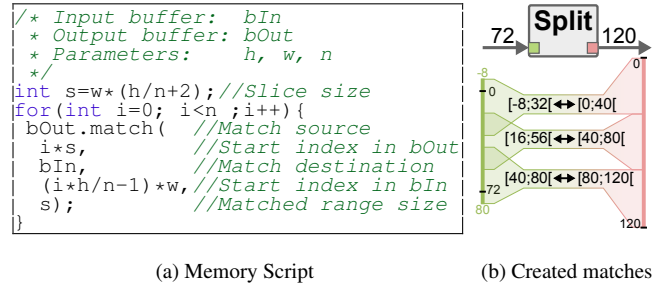 /* Input buffer:  bIn
 * Output buffer: bOut
 * Parameters:    h, w, n
 */
int s=w*(h/n+2);//Slice size
for(int i=0; i<n ;i++){
 bOut.match(  //Match source
  i*s,        //Start index in bOut
  bIn,        //Match destination
  (i*h/n-1)*w,//Start index in bIn
  s);         //Matched range size
}
(a) Memory Script
Split
72 120
-8 0
0
[-8;32[↔[0;40[
[16;56[↔[40;80[
[40;80[↔[80;120[
72
80
120
(b) Created matches